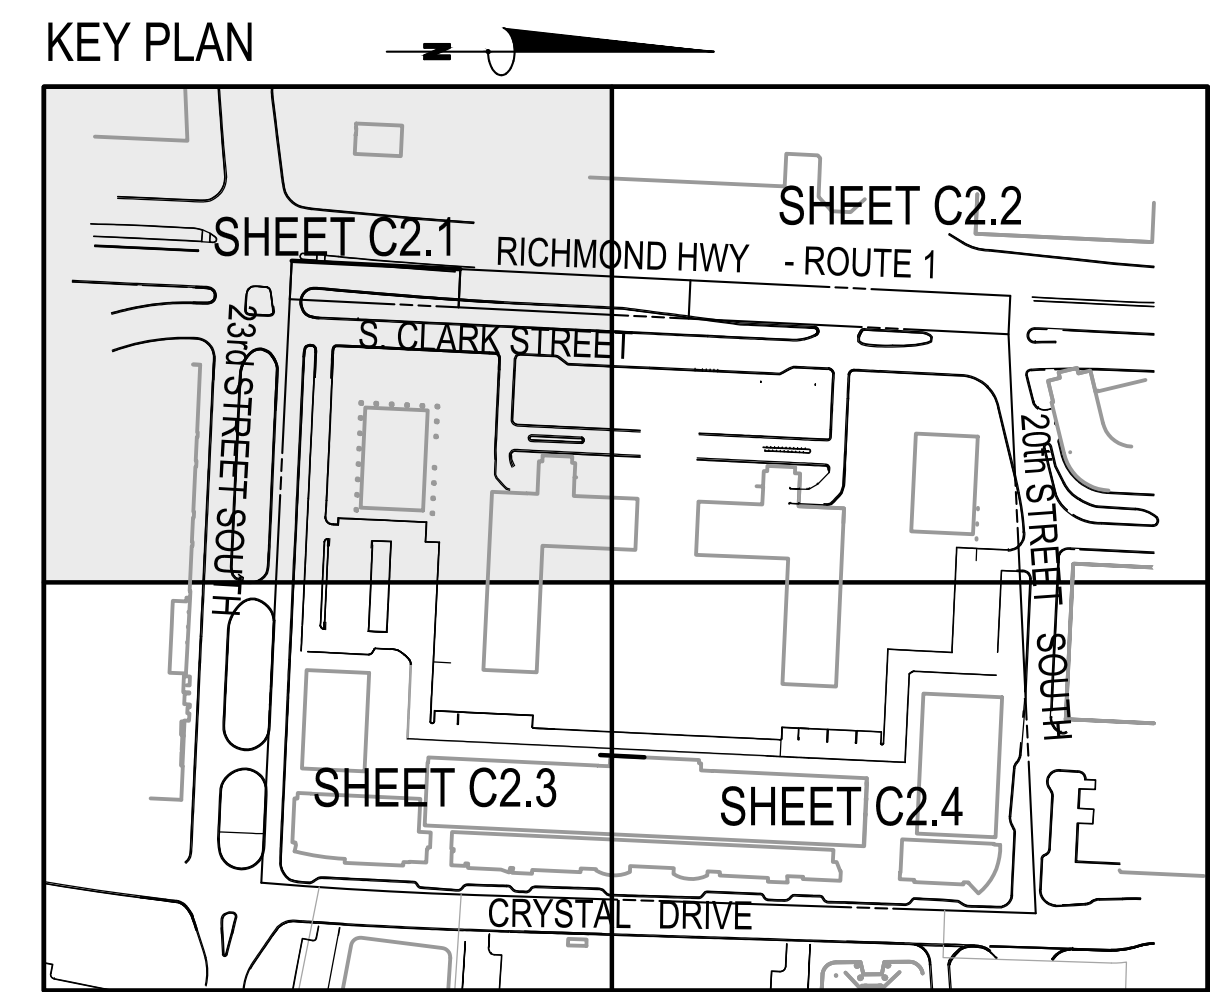 KEY PLAN
N
SHEET C2.1
SHEET C2.2
RICHMOND HWY - ROUTE 1
S. CLARK STREET
23rd STREET SOUTH
20th STREET SOUTH
SHEET C2.3
SHEET C2.4
CRYSTAL DRIVE